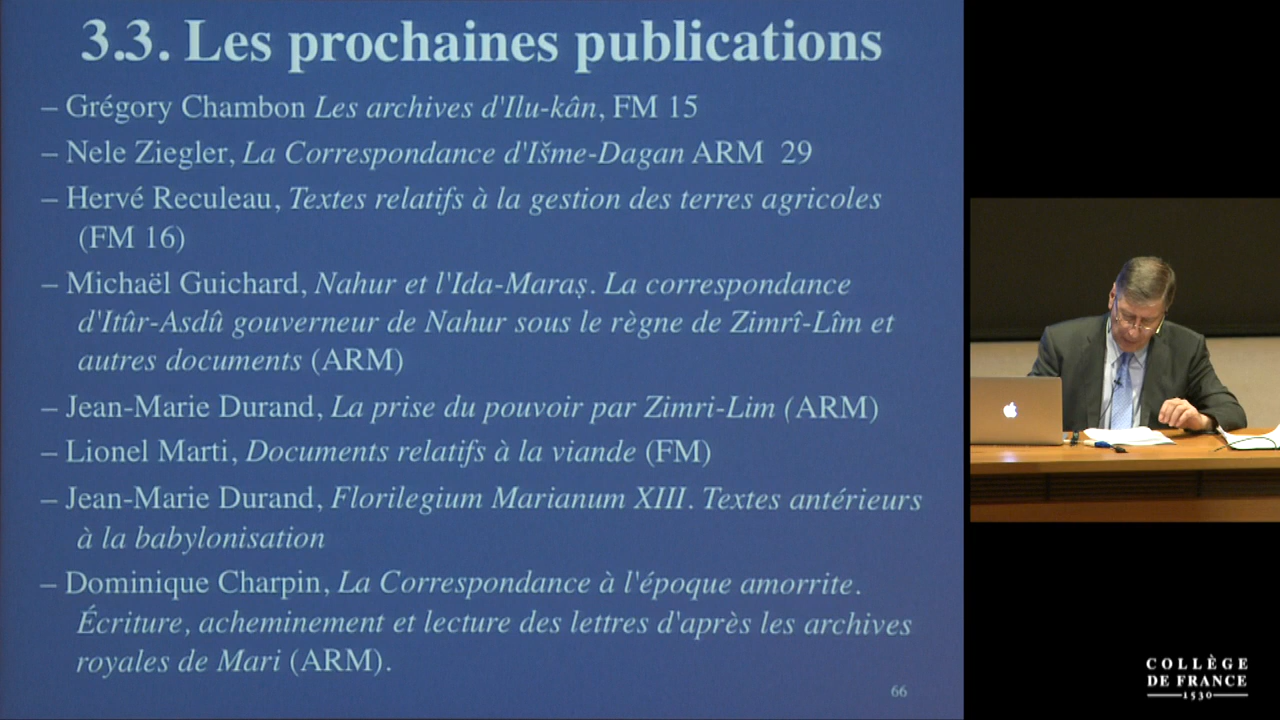 3.3. Les prochaines publications
– Grégory Chambon Les archives d'Ilu-kân, FM 15
– Nele Ziegler, La Correspondance d'Išme-Dagan ARM 29
– Hervé Reculeau, Textes relatifs à la gestion des terres agricoles
(FM 16)
– Michaël Guichard, Nahur et l'Ida-Maraṣ. La correspondance
d'Itûr-Asdû gouverneur de Nahur sous le règne de Zimrî-Lîm et
autres documents (ARM)
– Jean-Marie Durand, La prise du pouvoir par Zimri-Lim (ARM)
– Lionel Marti, Documents relatifs à la viande (FM)
– Jean-Marie Durand, Florilegium Marianum XIII. Textes antérieurs
à la babylonisation
– Dominique Charpin, La Correspondance à l'époque amorrite.
Écriture, acheminement et lecture des lettres d'après les archives
royales de Mari (ARM).
66
COLLÈGE
DE FRANCE
1530